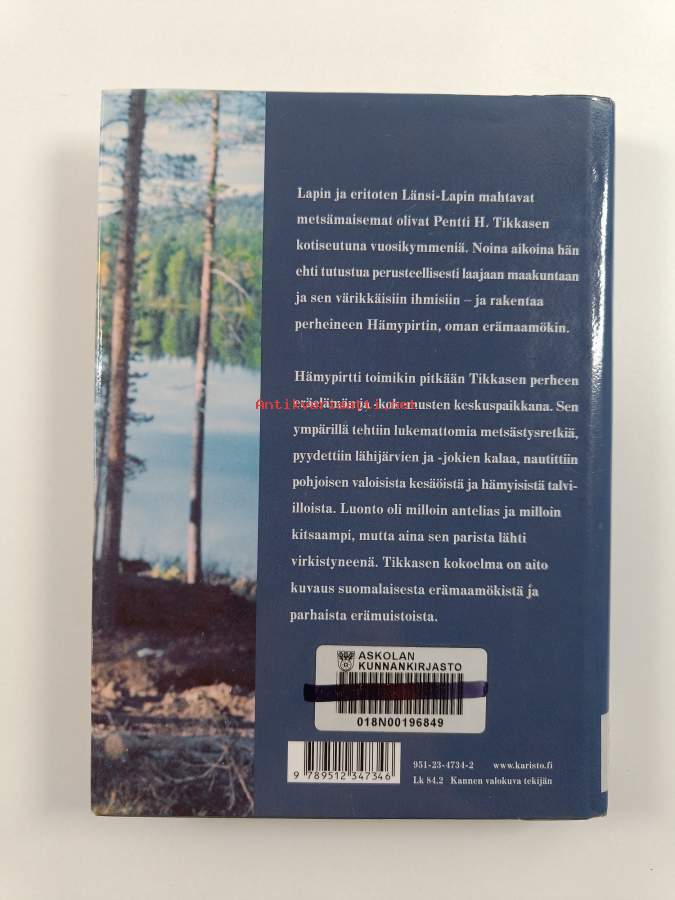 Lapin ja eritoten Länsi-Lapin mahtavat
metsämaisemat olivat Pentti H. Tikkasen
kotiseutuna vuosikymmeniä. Noina aikoina hän
ehti tutustua perusteellisesti laajaan maakuntaan
ja sen värikkäisiin ihmisiin – ja rakentaa
perheineen Hämypirtin, oman erämaamökin.
Hämypirtti toimikin pitkään Tikkasen perheen
eräelämän ja -kokemusten keskuspaikkana. Sen
Antikvariaatti.net
ympärillä tehtiin lukemattomia metsästysretkiä,
pyydettiin lähijärvien ja -jokien kalaa, nautittiin
pohjoisen valoisista kesäöistä ja hämyisistä talvi-
illoista. Luonto oli milloin antelias ja milloin
kitsaampi, mutta aina sen parista lähti
virkistyneenä. Tikkasen kokoelma on aito
kuvaus suomalaisesta erämaamökistä ja
parhaista erämuistoista.
ASKOLAN
KUNNANKIRJASTO
018N00196849
9 789512 347346
951-23-4734-2 www.karisto.fi
Lk 84.2 Kannen valokuva tekijän